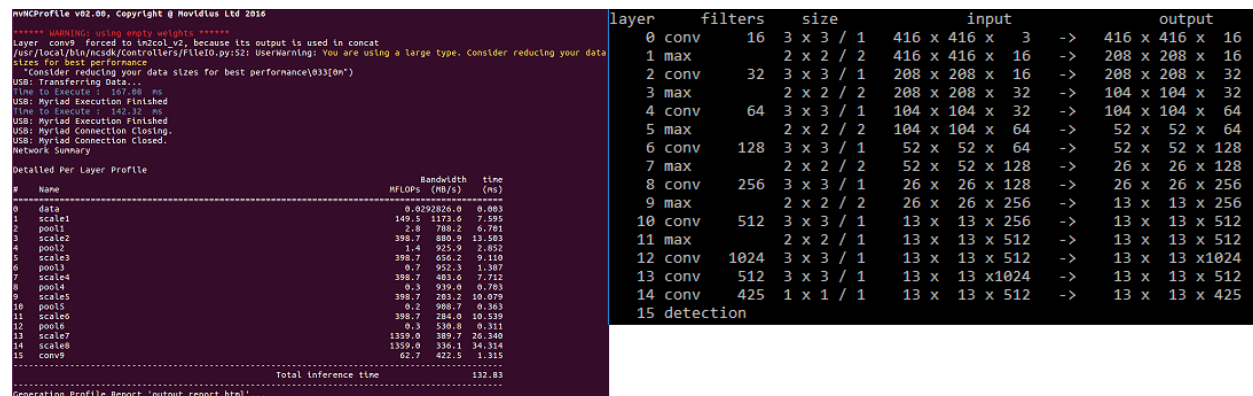 mvNCProfile v02.00, Copyright @ Movidius Ltd 2016
****** WARNING: using empty weights ******
Layer  conv9  forced to im2col_v2, because its output is used in concat
/usr/local/bin/ncsdk/Controllers/FileIO.py:52: UserWarning: You are using a large type. Consider reducing your data
sizes for best performance
"Consider reducing your data sizes for best performance\033[0m")
USB: Transferring Data...
Time to Execute :  167.08  ms
USB: Myriad Execution Finished
Time to Execute :  142.32  ms
USB: Myriad Execution Finished
USB: Myriad Connection Closing.
USB: Myriad Connection Closed.
Network Summary
Detailed Per Layer Profile
Bandwidth time
# Name MFLOPs (MB/s) (ms)
0 data 0.0292826.0 0.003
1 scale1 149.5 1173.6 7.595
2 pool1 2.8 788.2 6.701
3 scale2 398.7 880.9 13.503
4 pool2 1.4 925.9 2.852
5 scale3 398.7 656.2 9.110
6 pool3 0.7 952.3 1.387
7 scale4 398.7 403.6 7.712
8 pool4 0.3 939.0 0.703
9 scale5 398.7 203.2 10.079
10 pool5 0.2 908.7 0.363
11 scale6 398.7 284.0 10.539
12 pool6 0.3 530.8 0.311
13 scale7 1359.0 389.7 26.340
14 scale8 1359.0 336.1 34.314
15 conv9 62.7 422.5 1.315
Total inference time 132.83
Generating Profile Report 'output_report.html'
layer filters size input output
0 conv 16 3 x 3 / 1 416 x 416 x 3 -> 416 x 416 x 16
1 max 2 x 2 / 2 416 x 416 x 16 -> 208 x 208 x 16
2 conv 32 3 x 3 / 1 208 x 208 x 16 -> 208 x 208 x 32
3 max 2 x 2 / 2 208 x 208 x 32 -> 104 x 104 x 32
4 conv 64 3 x 3 / 1 104 x 104 x 32 -> 104 x 104 x 64
5 max 2 x 2 / 2 104 x 104 x 64 -> 52 x 52 x 64
6 conv 128 3 x 3 / 1 52 x 52 x 64 -> 52 x 52 x 128
7 max 2 x 2 / 2 52 x 52 x 128 -> 26 x 26 x 128
8 conv 256 3 x 3 / 1 26 x 26 x 128 -> 26 x 26 x 256
9 max 2 x 2 / 2 26 x 26 x 256 -> 13 x 13 x 256
10 conv 512 3 x 3 / 1 13 x 13 x 256 -> 13 x 13 x 512
11 max 2 x 2 / 1 13 x 13 x 512 -> 13 x 13 x 512
12 conv 1024 3 x 3 / 1 13 x 13 x 512 -> 13 x 13 x1024
13 conv 512 3 x 3 / 1 13 x 13 x1024 -> 13 x 13 x 512
14 conv 425 1 x 1 / 1 13 x 13 x 512 -> 13 x 13 x 425
15 detection